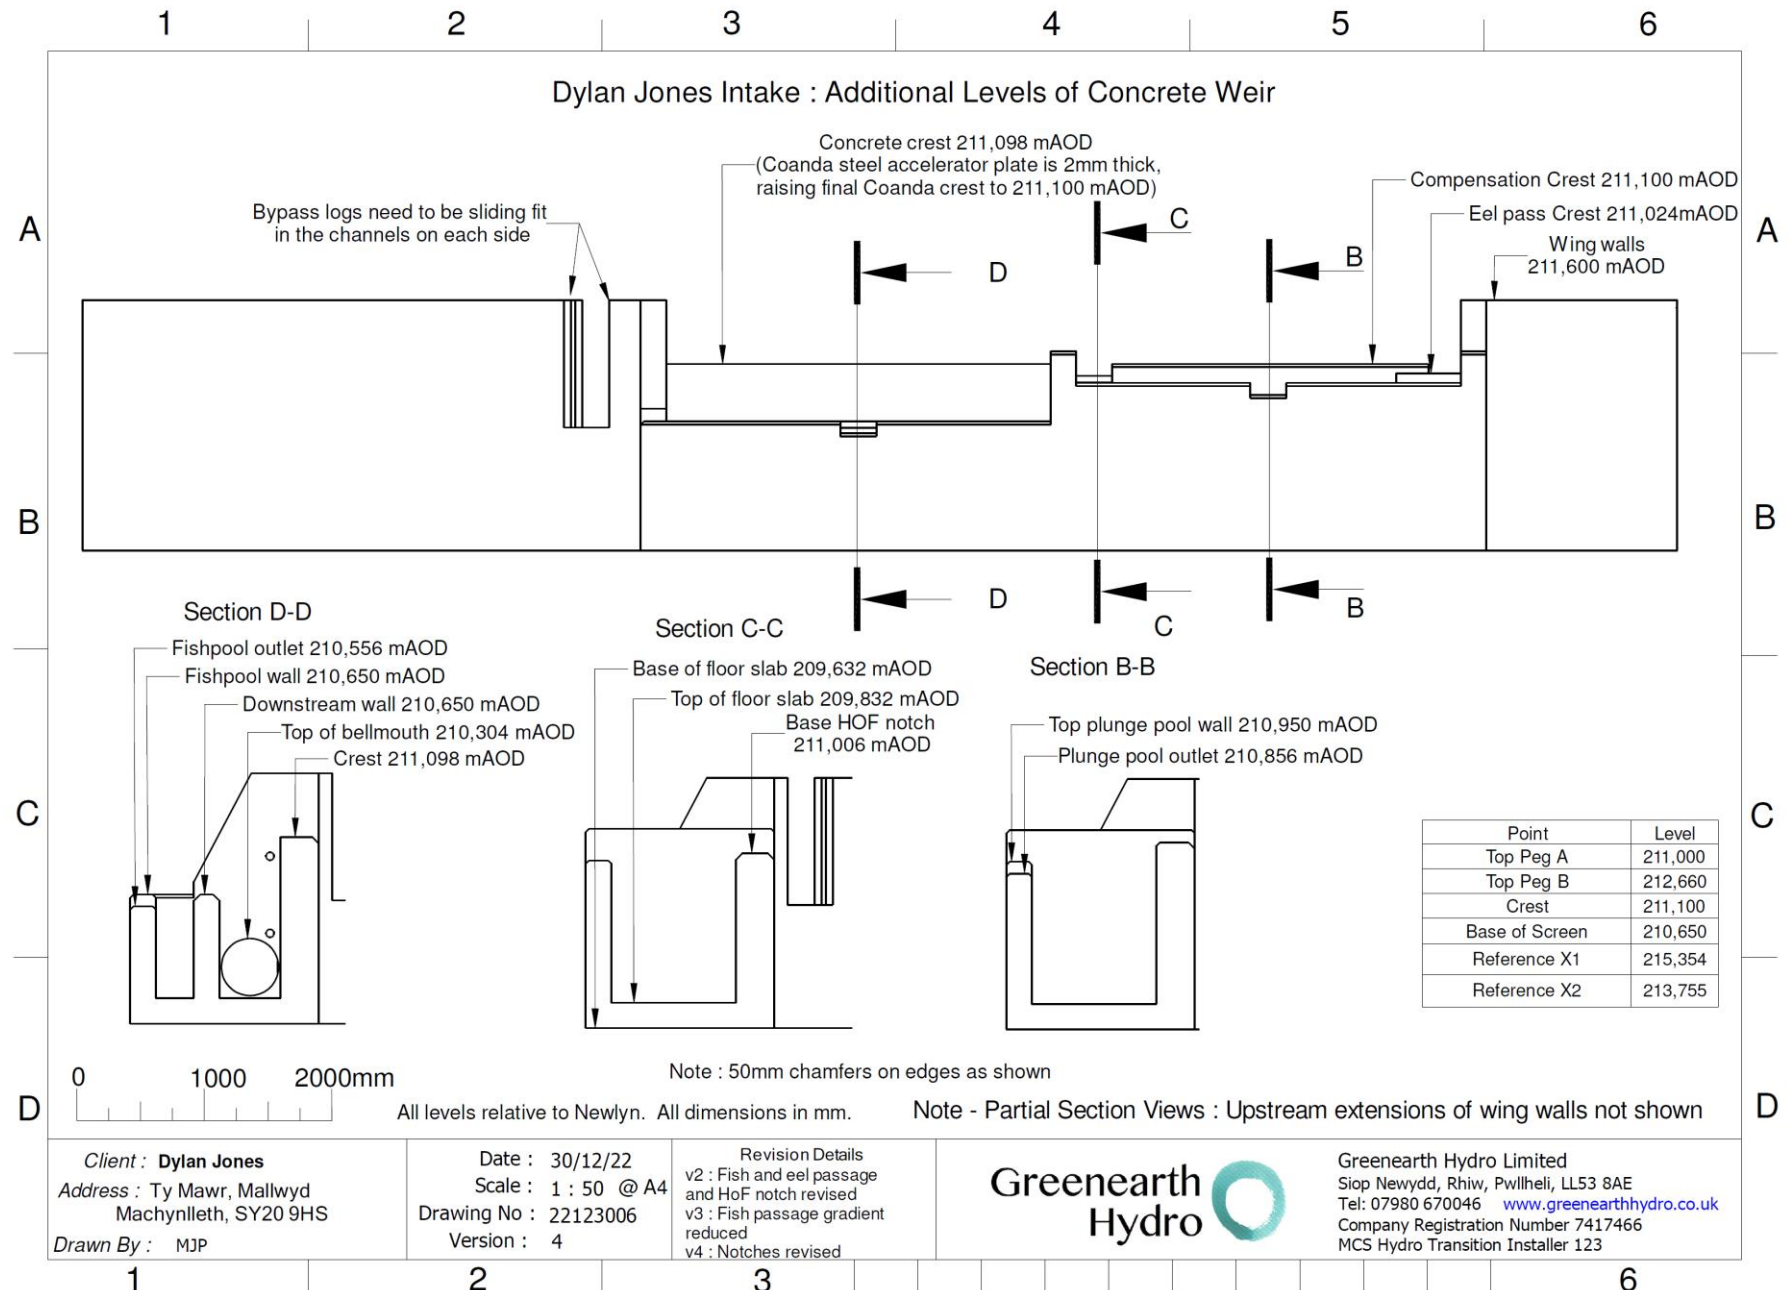 1 2 3 4 5 6
Dylan Jones Intake : Additional Levels of Concrete Weir
Concrete crest 211,098 mAOD
(Coanda steel accelerator plate is 2mm thick,
raising final Coanda crest to 211,100 mAOD)
Compensation Crest 211,100 mAOD
Bypass logs need to be sliding fit
in the channels on each side
Eel pass Crest 211,024mAOD
Wing walls
211,600 mAOD
A
A
C
D
B
B
B
D
C
B
Section D-D
Fishpool outlet 210,556 mAOD
Fishpool wall 210,650 mAOD
Downstream wall 210,650 mAOD
Top of bellmouth 210,304 mAOD
Crest 211,098 mAOD
Section C-C
Base of floor slab 209,632 mAOD
Top of floor slab 209,832 mAOD
Base HOF notch
211,006 mAOD
Section B-B
Top plunge pool wall 210,950 mAOD
Plunge pool outlet 210,856 mAOD
C
C
Point Level
Top Peg A 211,000
Top Peg B 212,660
Crest 211,100
Base of Screen 210,650
Reference X1 215,354
Reference X2 213,755
0 1000 2000mm
Note : 50mm chamfers on edges as shown
D
All levels relative to Newlyn. All dimensions in mm.
Note - Partial Section Views : Upstream extensions of wing walls not shown
D
Client : Dylan Jones
Address : Ty Mawr, Mallwyd
Machynlleth, SY20 9HS
Drawn By : MJP
Date : 30/12/22
Scale : 1 : 50 @ A4
Drawing No : 22123006
Version : 4
Revision Details
v2 : Fish and eel passage
and HoF notch revised
v3 : Fish passage gradient
reduced
v4 : Notches revised
Greenearth
Hydro
Greenearth Hydro Limited
Siop Newydd, Rhiw, Pwllheli, LL53 8AE
Tel: 07980 670046 www.greenearthhydro.co.uk
Company Registration Number 7417466
MCS Hydro Transition Installer 123
1 2 3 6